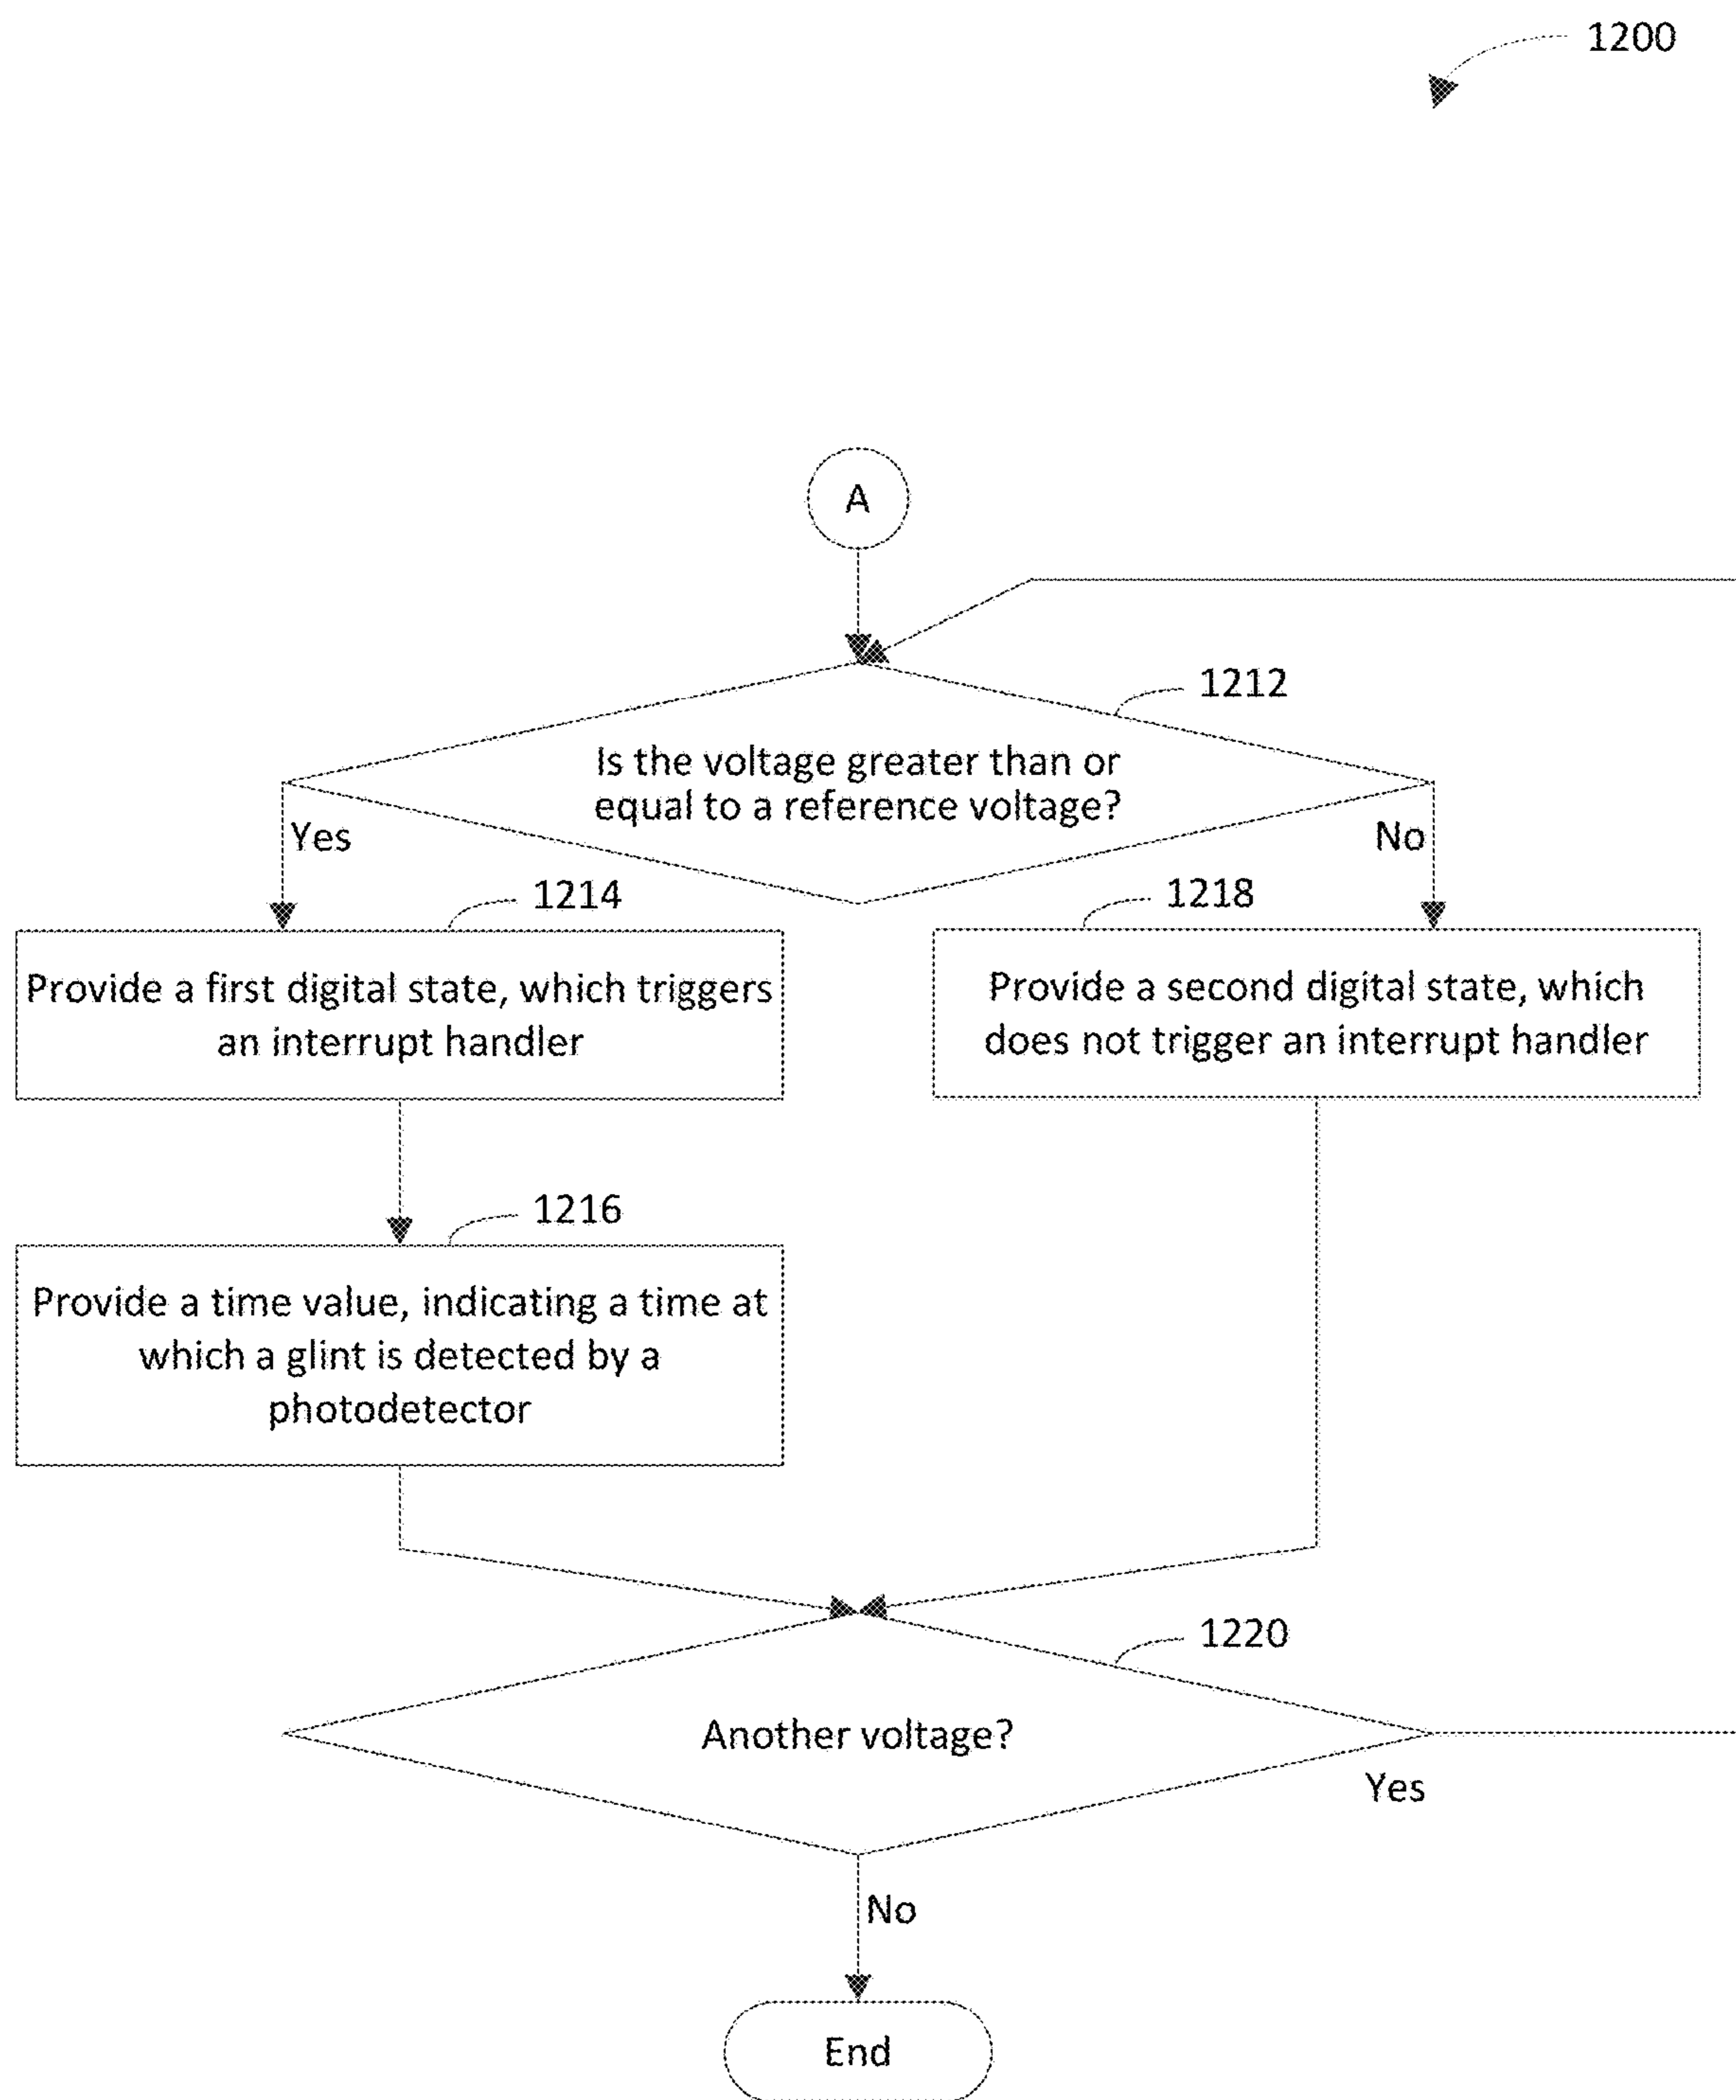 1200
A
1212
Is the voltage greater than or
equal to a reference voltage?
Yes
No
1214
Provide a first digital state, which triggers
an interrupt handler
1218
Provide a second digital state, which
does not trigger an interrupt handler
1216
Provide a time value, indicating a time at
which a glint is detected by a
photodetector
1220
Another voltage?
Yes
No
End